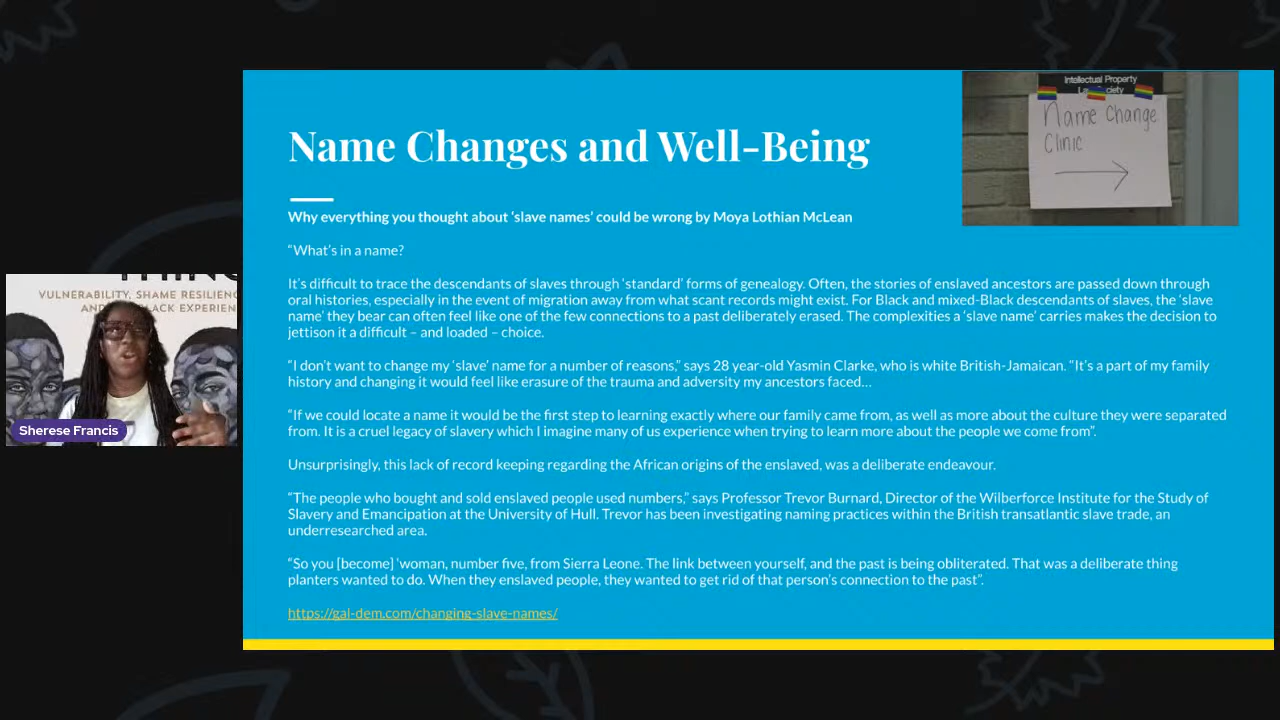 Intellectual Property
Law Society
Name Change
Clinic
Name Changes and Well-Being
Why everything you thought about ‘slave names’ could be wrong by Moya Lothian McLean
“What’s in a name?
It’s difficult to trace the descendants of slaves through ‘standard’ forms of genealogy. Often, the stories of enslaved ancestors are passed down through
oral histories, especially in the event of migration away from what scant records might exist. For Black and mixed-Black descendants of slaves, the ‘slave
name’ they bear can often feel like one of the few connections to a past deliberately erased. The complexities a ‘slave name’ carries makes the decision to
jettison it a difficult – and loaded – choice.
“I don’t want to change my ‘slave’ name for a number of reasons,” says 28 year-old Yasmin Clarke, who is white British-Jamaican. “It’s a part of my family
history and changing it would feel like erasure of the trauma and adversity my ancestors faced…
“If we could locate a name it would be the first step to learning exactly where our family came from, as well as more about the culture they were separated
from. It is a cruel legacy of slavery which I imagine many of us experience when trying to learn more about the people we come from”.
Unsurprisingly, this lack of record keeping regarding the African origins of the enslaved, was a deliberate endeavour.
“The people who bought and sold enslaved people used numbers,” says Professor Trevor Burnard, Director of the Wilberforce Institute for the Study of
Slavery and Emancipation at the University of Hull. Trevor has been investigating naming practices within the British transatlantic slave trade, an
underresearched area.
“So you [become] ‘woman, number five, from Sierra Leone. The link between yourself, and the past is being obliterated. That was a deliberate thing
planters wanted to do. When they enslaved people, they wanted to get rid of that person’s connection to the past”.
https://gal-dem.com/changing-slave-names/
VULNERABILITY, SHAME RESILIENC
AND
LACK EXPERIEN
Sherese Francis